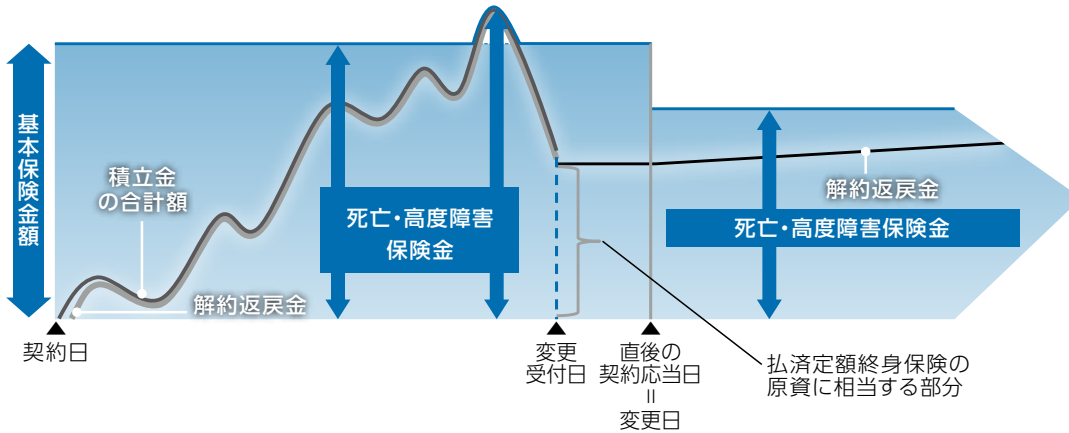 基本保険金額
積立金
の合計額
解約返戻金
死亡・高度障害
保険金
解約返戻金
死亡・高度障害保険金
契約日
変更
受付日
直後の
契約応当日
＝
変更日
払済定額終身保険の
原資に相当する部分